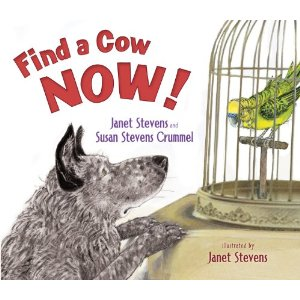 Find a Cow
NOW!
Janet Stevens and
Susan Stevens Crummel
illustrated by
Janet Stevens